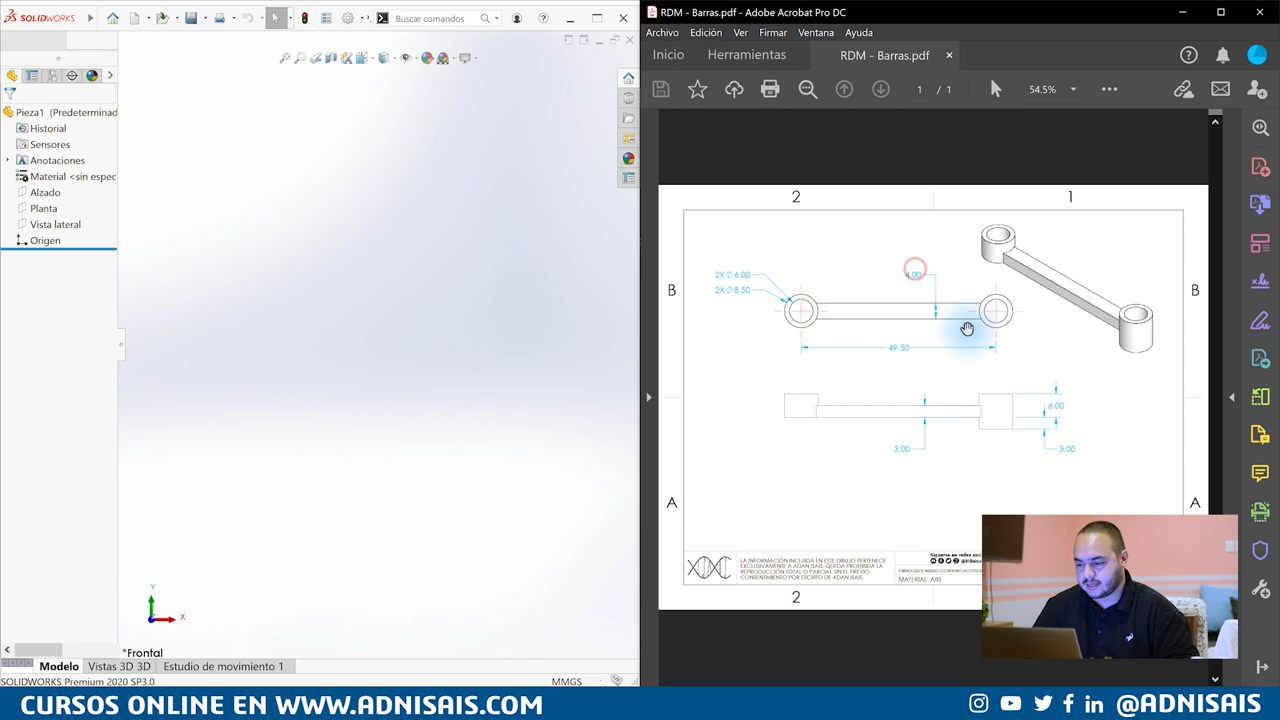 SOLIDWORKS
Buscar comandos
RDM - Barras.pdf - Adobe Acrobat Pro DC
Archivo Edición Ver Firmar Ventana Ayuda
Inicio Herramientas RDM - Barras.pdf ×
1 / 1 54.5%
Pieza1 (Predeterminad
Historial
Sensores
Anotaciones
Material <sin espec
Alzado
Planta
Vista lateral
Origen
2 1
B B
2X Ø 6.00
2X Ø 8.50
4.00
49.50
6.00
3.00 3.00
A A
LA INFORMACIÓN INCLUIDA EN ESTE DIBUJO PERTENECE
EXCLUSIVAMENTE A ADAN ISAIS. QUEDA PROHIBIDA LA
REPRODUCCIÓN TOTAL O PARCIAL SIN EL PREVIO
CONSENTIMIENTO POR ESCRITO DE ADAN ISAIS.
MATERIAL: ABS
2
Y
X
*Frontal
Modelo Vistas 3D 3D Estudio de movimiento 1
SOLIDWORKS Premium 2020 SP3.0 MMGS
CURSOS ONLINE EN WWW.ADNISAIS.COM @ADNISAIS